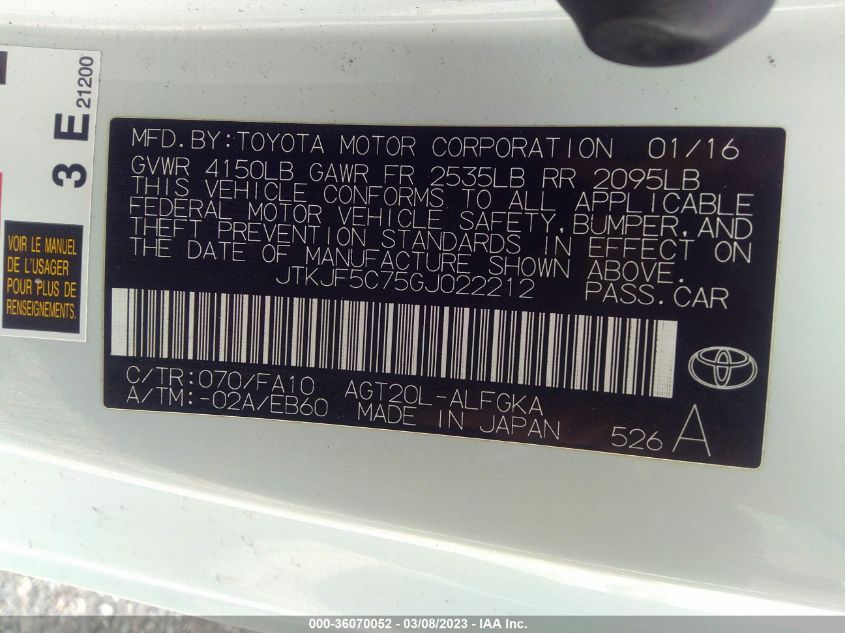 3 E 21200
VOIR LE MANUEL
DE L'USAGER
POUR PLUS DE
RENSEIGNEMENTS.
MFD. BY: TOYOTA MOTOR CORPORATION 01/16
GVWR 4150LB GAWR FR 2535LB RR 2095LB
THIS VEHICLE CONFORMS TO ALL APPLICABLE
FEDERAL MOTOR VEHICLE SAFETY, BUMPER, AND
THEFT PREVENTION STANDARDS IN EFFECT ON
THE DATE OF MANUFACTURE SHOWN ABOVE.
JTKJF5C75GJ022212 PASS. CAR
C/TR: 070/FA10 AGT20L-ALFGKA
A/TM: -02A/EB60 MADE IN JAPAN 526 A
000-36070052 - 03/08/2023 - IAA Inc.